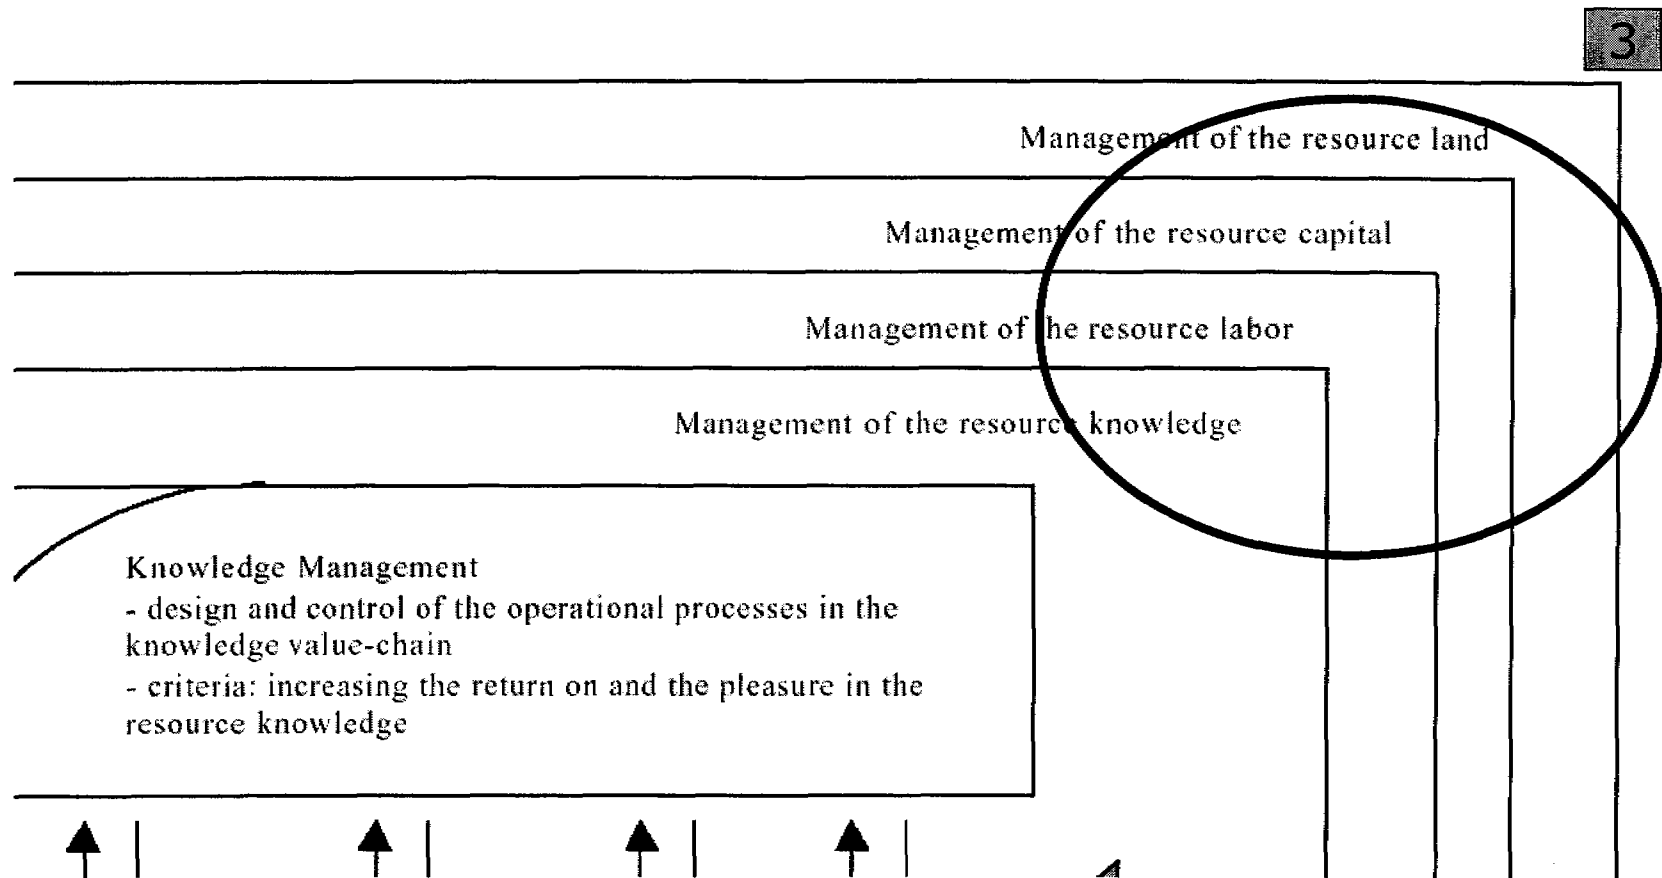 3
Management of the resource land
Management of the resource capital
Management of the resource labor
Management of the resource knowledge
Knowledge Management
- design and control of the operational processes in the
knowledge value-chain
- criteria: increasing the return on and the pleasure in the
resource knowledge